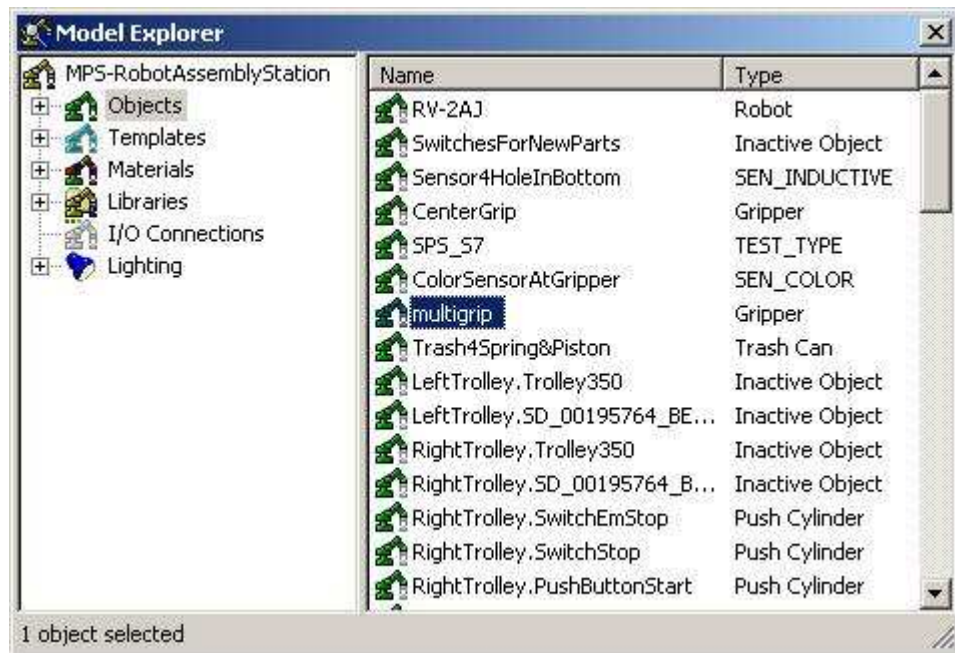 Model Explorer
MPS-RobotAssemblyStation
Objects
Templates
Materials
Libraries
I/O Connections
Lighting
Name Type
RV-2AJ Robot
SwitchesForNewParts Inactive Object
Sensor4HoleInBottom SEN_INDUCTIVE
CenterGrip Gripper
SPS_S7 TEST_TYPE
ColorSensorAtGripper SEN_COLOR
multigrip Gripper
Trash4Spring&Piston Trash Can
LeftTrolley.Trolley350 Inactive Object
LeftTrolley.SD_00195764_BE... Inactive Object
RightTrolley.Trolley350 Inactive Object
RightTrolley.SD_00195764_B... Inactive Object
RightTrolley.SwitchEmStop Push Cylinder
RightTrolley.SwitchStop Push Cylinder
RightTrolley.PushButtonStart Push Cylinder
1 object selected